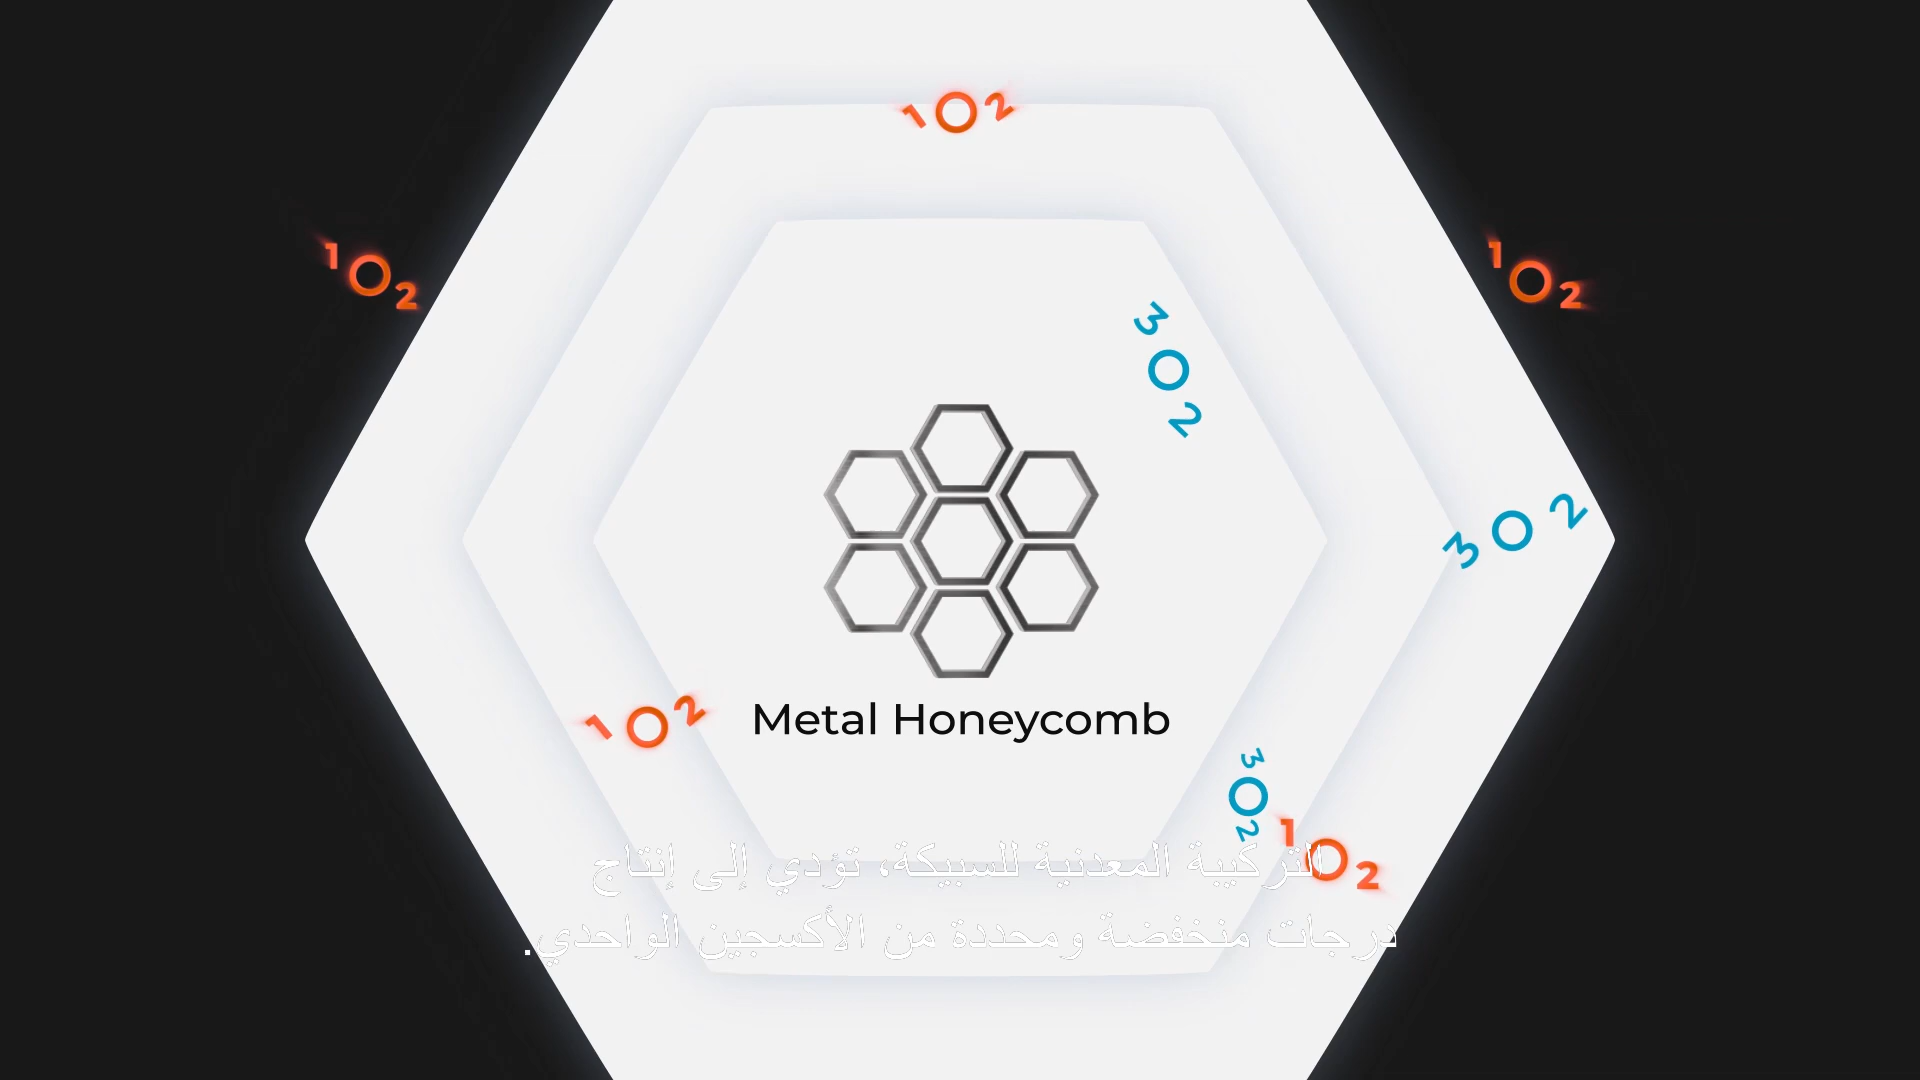 1O2
1O2
1O2
3O2
3O2
1O2
Metal Honeycomb
3O2
1O2
التركيبة المعدنية للسبيكة، تؤدي إلى إنتاج
درجات منخفضة ومحددة من الأكسجين الواحدي.